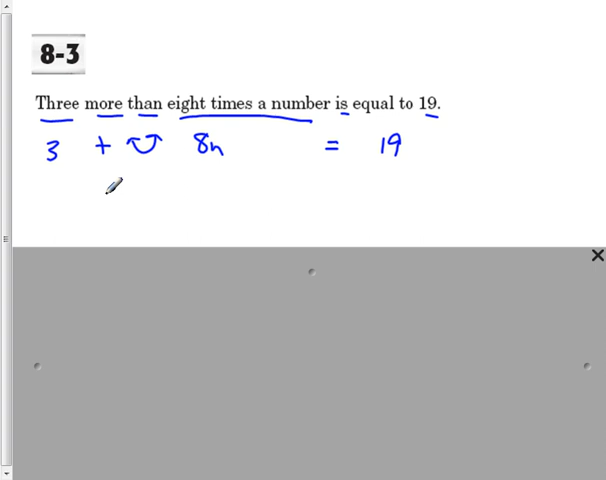 8-3
Three more than eight times a number is equal to 19.
3 + 8n = 19